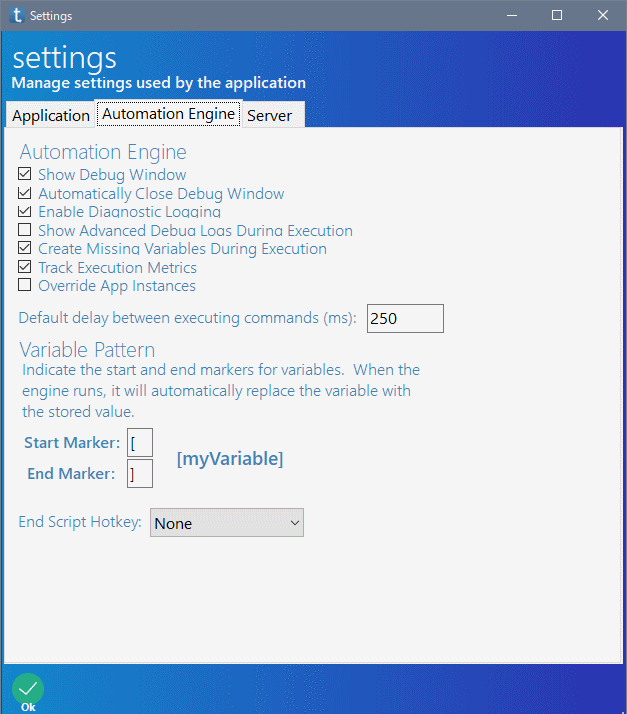 t Settings
settings
Manage settings used by the application
Application Automation Engine Server
Automation Engine
Show Debug Window
Automatically Close Debug Window
Enable Diagnostic Logging
Show Advanced Debug Logs During Execution
Create Missing Variables During Execution
Track Execution Metrics
Override App Instances
Default delay between executing commands (ms): 250
Variable Pattern
Indicate the start and end markers for variables. When the
engine runs, it will automatically replace the variable with
the stored value.
Start Marker: [
[myVariable]
End Marker: ]
End Script Hotkey: None
Ok